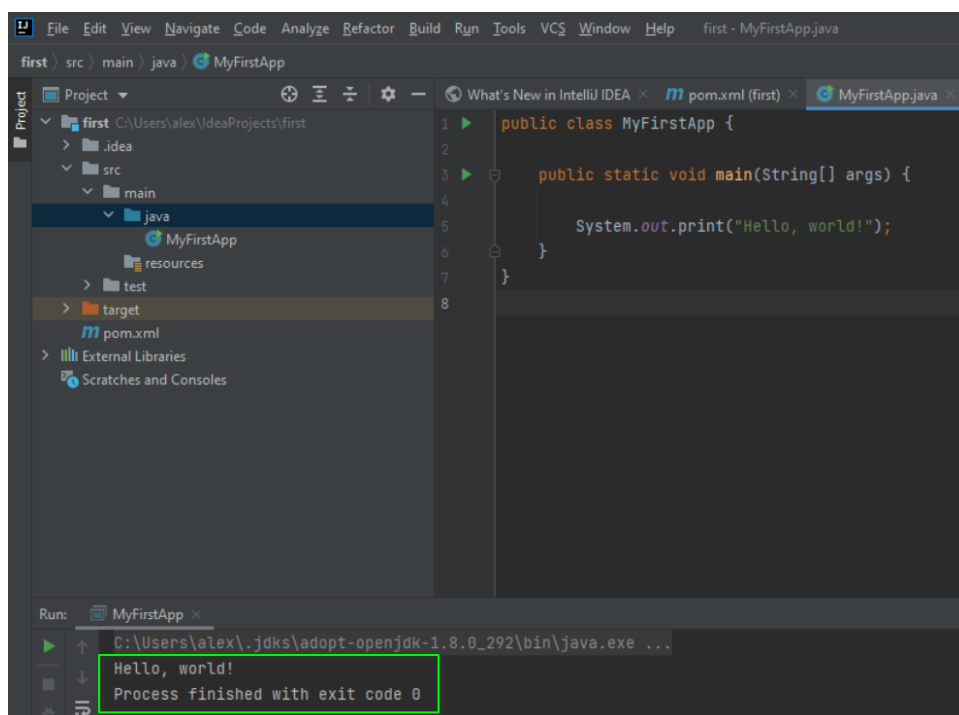 File Edit View Navigate Code Analyze Refactor Build Run Tools VCS Window Help first - MyFirstApp.java
first src main java MyFirstApp
Project
Project
What's New in IntelliJ IDEA
pom.xml (first)
MyFirstApp.java
first C:\Users\alex\IdeaProjects\first
.idea
src
main
java
MyFirstApp
resources
test
target
pom.xml
External Libraries
Scratches and Consoles
1 public class MyFirstApp {
2
3 public static void main(String[] args) {
4
5 System.out.print("Hello, world!");
6 }
7 }
8
Run: MyFirstApp
C:\Users\alex\.jdks\adopt-openjdk-1.8.0_292\bin\java.exe ...
Hello, world!
Process finished with exit code 0